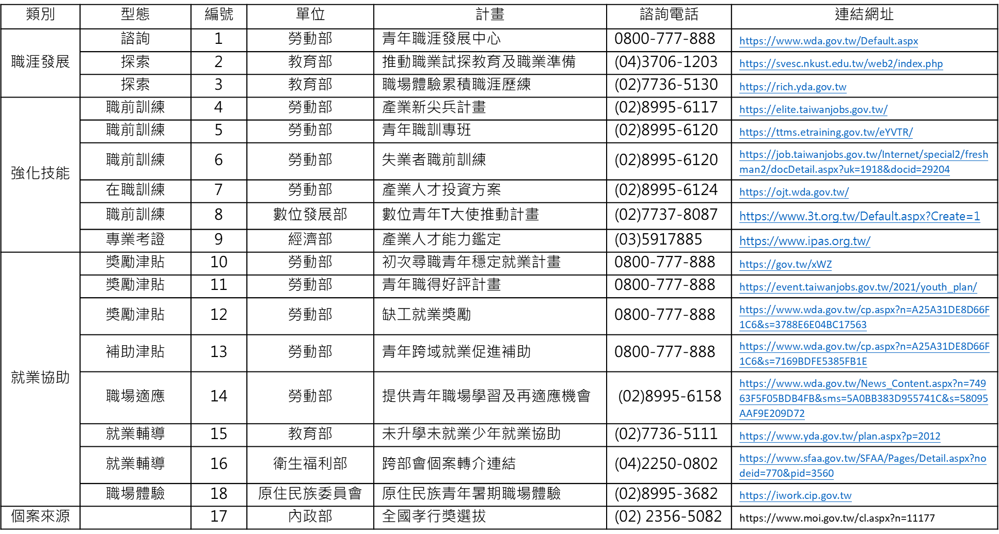 類別 型態 編號 單位 計畫 諮詢電話 連結網址
職涯發展 諮詢 1 勞動部 青年職涯發展中心 0800-777-888 https://www.wda.gov.tw/Default.aspx
探索 2 教育部 推動職業試探教育及職業準備 (04)3706-1203 https://svesc.nkust.edu.tw/web2/index.php
探索 3 教育部 職場體驗累積職涯歷練 (02)7736-5130 https://rich.yda.gov.tw
強化技能 職前訓練 4 勞動部 產業新尖兵計畫 (02)8995-6117 https://elite.taiwanjobs.gov.tw/
職前訓練 5 勞動部 青年職訓專班 (02)8995-6120 https://ttms.etraining.gov.tw/eYVTR/
職前訓練 6 勞動部 失業者職前訓練 (02)8995-6120 https://job.taiwanjobs.gov.tw/Internet/special2/fresh
man2/docDetail.aspx?uk=1918&docid=29204
在職訓練 7 勞動部 產業人才投資方案 (02)8995-6124 https://ojt.wda.gov.tw/
職前訓練 8 數位發展部 數位青年T大使推動計畫 (02)7737-8087 https://www.3t.org.tw/Default.aspx?Create=1
專業考證 9 經濟部 產業人才能力鑑定 (03)5917885 https://www.ipas.org.tw/
就業協助 獎勵津貼 10 勞動部 初次尋職青年穩定就業計畫 0800-777-888 https://gov.tw/xWZ
獎勵津貼 11 勞動部 青年職得好評計畫 0800-777-888 https://event.taiwanjobs.gov.tw/2021/youth_plan/
獎勵津貼 12 勞動部 缺工就業獎勵 0800-777-888 https://www.wda.gov.tw/cp.aspx?n=A25A31DE8D66F
1C6&s=3788E6E04BC17563
補助津貼 13 勞動部 青年跨域就業促進補助 0800-777-888 https://www.wda.gov.tw/cp.aspx?n=A25A31DE8D66F
1C6&s=7169BDFE5385FB1E
職場適應 14 勞動部 提供青年職場學習及再適應機會 (02)8995-6158 https://www.wda.gov.tw/News_Content.aspx?n=749
63F5F05BDB4FB&sms=5A0BB383D955741C&s=58095
AAF9E209D72
就業輔導 15 教育部 未升學未就業少年就業協助 (02)7736-5111 https://www.yda.gov.tw/plan.aspx?p=2012
就業輔導 16 衛生福利部 跨部會個案轉介連結 (04)2250-0802 https://www.sfaa.gov.tw/SFAA/Pages/Detail.aspx?no
deid=770&pid=3560
職場體驗 18 原住民族委員會 原住民族青年暑期職場體驗 (02)8995-3682 https://iwork.cip.gov.tw
個案來源 17 內政部 全國孝行獎選拔 (02) 2356-5082 https://www.moi.gov.tw/cl.aspx?n=11177